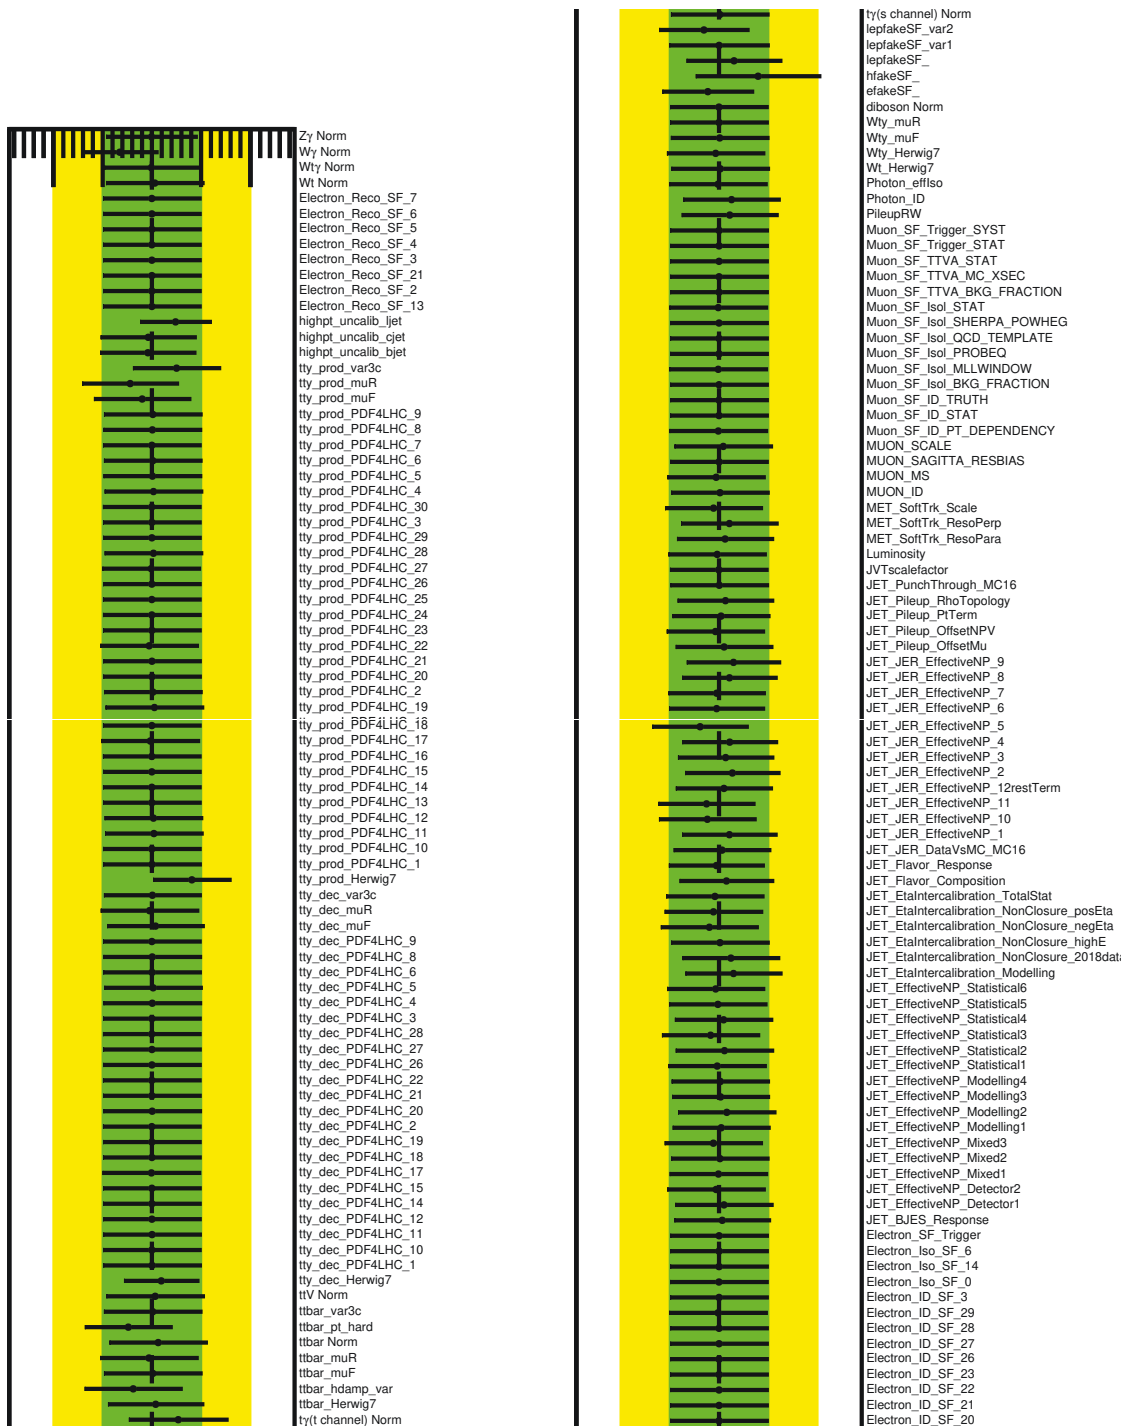 Zγ Norm
Wγ Norm
Wtγ Norm
Wt Norm
Electron_Reco_SF_7
Electron_Reco_SF_6
Electron_Reco_SF_5
Electron_Reco_SF_4
Electron_Reco_SF_3
Electron_Reco_SF_21
Electron_Reco_SF_2
Electron_Reco_SF_13
highpt_uncalib_ljet
highpt_uncalib_cjet
highpt_uncalib_bjet
tty_prod_var3c
tty_prod_muR
tty_prod_muF
tty_prod_PDF4LHC_9
tty_prod_PDF4LHC_8
tty_prod_PDF4LHC_7
tty_prod_PDF4LHC_6
tty_prod_PDF4LHC_5
tty_prod_PDF4LHC_4
tty_prod_PDF4LHC_30
tty_prod_PDF4LHC_3
tty_prod_PDF4LHC_29
tty_prod_PDF4LHC_28
tty_prod_PDF4LHC_27
tty_prod_PDF4LHC_26
tty_prod_PDF4LHC_25
tty_prod_PDF4LHC_24
tty_prod_PDF4LHC_23
tty_prod_PDF4LHC_22
tty_prod_PDF4LHC_21
tty_prod_PDF4LHC_20
tty_prod_PDF4LHC_2
tty_prod_PDF4LHC_19
tty_prod_PDF4LHC_18
tty_prod_PDF4LHC_17
tty_prod_PDF4LHC_16
tty_prod_PDF4LHC_15
tty_prod_PDF4LHC_14
tty_prod_PDF4LHC_13
tty_prod_PDF4LHC_12
tty_prod_PDF4LHC_11
tty_prod_PDF4LHC_10
tty_prod_PDF4LHC_1
tty_prod_Herwig7
tty_dec_var3c
tty_dec_muR
tty_dec_muF
tty_dec_PDF4LHC_9
tty_dec_PDF4LHC_8
tty_dec_PDF4LHC_6
tty_dec_PDF4LHC_5
tty_dec_PDF4LHC_4
tty_dec_PDF4LHC_3
tty_dec_PDF4LHC_28
tty_dec_PDF4LHC_27
tty_dec_PDF4LHC_26
tty_dec_PDF4LHC_22
tty_dec_PDF4LHC_21
tty_dec_PDF4LHC_20
tty_dec_PDF4LHC_2
tty_dec_PDF4LHC_19
tty_dec_PDF4LHC_18
tty_dec_PDF4LHC_17
tty_dec_PDF4LHC_15
tty_dec_PDF4LHC_14
tty_dec_PDF4LHC_12
tty_dec_PDF4LHC_11
tty_dec_PDF4LHC_10
tty_dec_PDF4LHC_1
tty_dec_Herwig7
ttV Norm
ttbar_var3c
ttbar_pt_hard
ttbar Norm
ttbar_muR
ttbar_muF
ttbar_hdamp_var
ttbar_Herwig7
tγ(t channel) Norm
tγ(s channel) Norm
lepfakeSF_var2
lepfakeSF_var1
lepfakeSF_
hfakeSF_
efakeSF_
diboson Norm
Wty_muR
Wty_muF
Wty_Herwig7
Wt_Herwig7
Photon_effIso
Photon_ID
PileupRW
Muon_SF_Trigger_SYST
Muon_SF_Trigger_STAT
Muon_SF_TTVA_STAT
Muon_SF_TTVA_MC_XSEC
Muon_SF_TTVA_BKG_FRACTION
Muon_SF_Isol_STAT
Muon_SF_Isol_SHERPA_POWHEG
Muon_SF_Isol_QCD_TEMPLATE
Muon_SF_Isol_PROBEQ
Muon_SF_Isol_MLLWINDOW
Muon_SF_Isol_BKG_FRACTION
Muon_SF_ID_TRUTH
Muon_SF_ID_STAT
Muon_SF_ID_PT_DEPENDENCY
MUON_SCALE
MUON_SAGITTA_RESBIAS
MUON_MS
MUON_ID
MET_SoftTrk_Scale
MET_SoftTrk_ResoPerp
MET_SoftTrk_ResoPara
Luminosity
JVTscalefactor
JET_PunchThrough_MC16
JET_Pileup_RhoTopology
JET_Pileup_PtTerm
JET_Pileup_OffsetNPV
JET_Pileup_OffsetMu
JET_JER_EffectiveNP_9
JET_JER_EffectiveNP_8
JET_JER_EffectiveNP_7
JET_JER_EffectiveNP_6
JET_JER_EffectiveNP_5
JET_JER_EffectiveNP_4
JET_JER_EffectiveNP_3
JET_JER_EffectiveNP_2
JET_JER_EffectiveNP_12restTerm
JET_JER_EffectiveNP_11
JET_JER_EffectiveNP_10
JET_JER_EffectiveNP_1
JET_JER_DataVsMC_MC16
JET_Flavor_Response
JET_Flavor_Composition
JET_EtaIntercalibration_TotalStat
JET_EtaIntercalibration_NonClosure_posEta
JET_EtaIntercalibration_NonClosure_negEta
JET_EtaIntercalibration_NonClosure_highE
JET_EtaIntercalibration_NonClosure_2018data
JET_EtaIntercalibration_Modelling
JET_EffectiveNP_Statistical6
JET_EffectiveNP_Statistical5
JET_EffectiveNP_Statistical4
JET_EffectiveNP_Statistical3
JET_EffectiveNP_Statistical2
JET_EffectiveNP_Statistical1
JET_EffectiveNP_Modelling4
JET_EffectiveNP_Modelling3
JET_EffectiveNP_Modelling2
JET_EffectiveNP_Modelling1
JET_EffectiveNP_Mixed3
JET_EffectiveNP_Mixed2
JET_EffectiveNP_Mixed1
JET_EffectiveNP_Detector2
JET_EffectiveNP_Detector1
JET_BJES_Response
Electron_SF_Trigger
Electron_Iso_SF_6
Electron_Iso_SF_14
Electron_Iso_SF_0
Electron_ID_SF_3
Electron_ID_SF_29
Electron_ID_SF_28
Electron_ID_SF_27
Electron_ID_SF_26
Electron_ID_SF_23
Electron_ID_SF_22
Electron_ID_SF_21
Electron_ID_SF_20